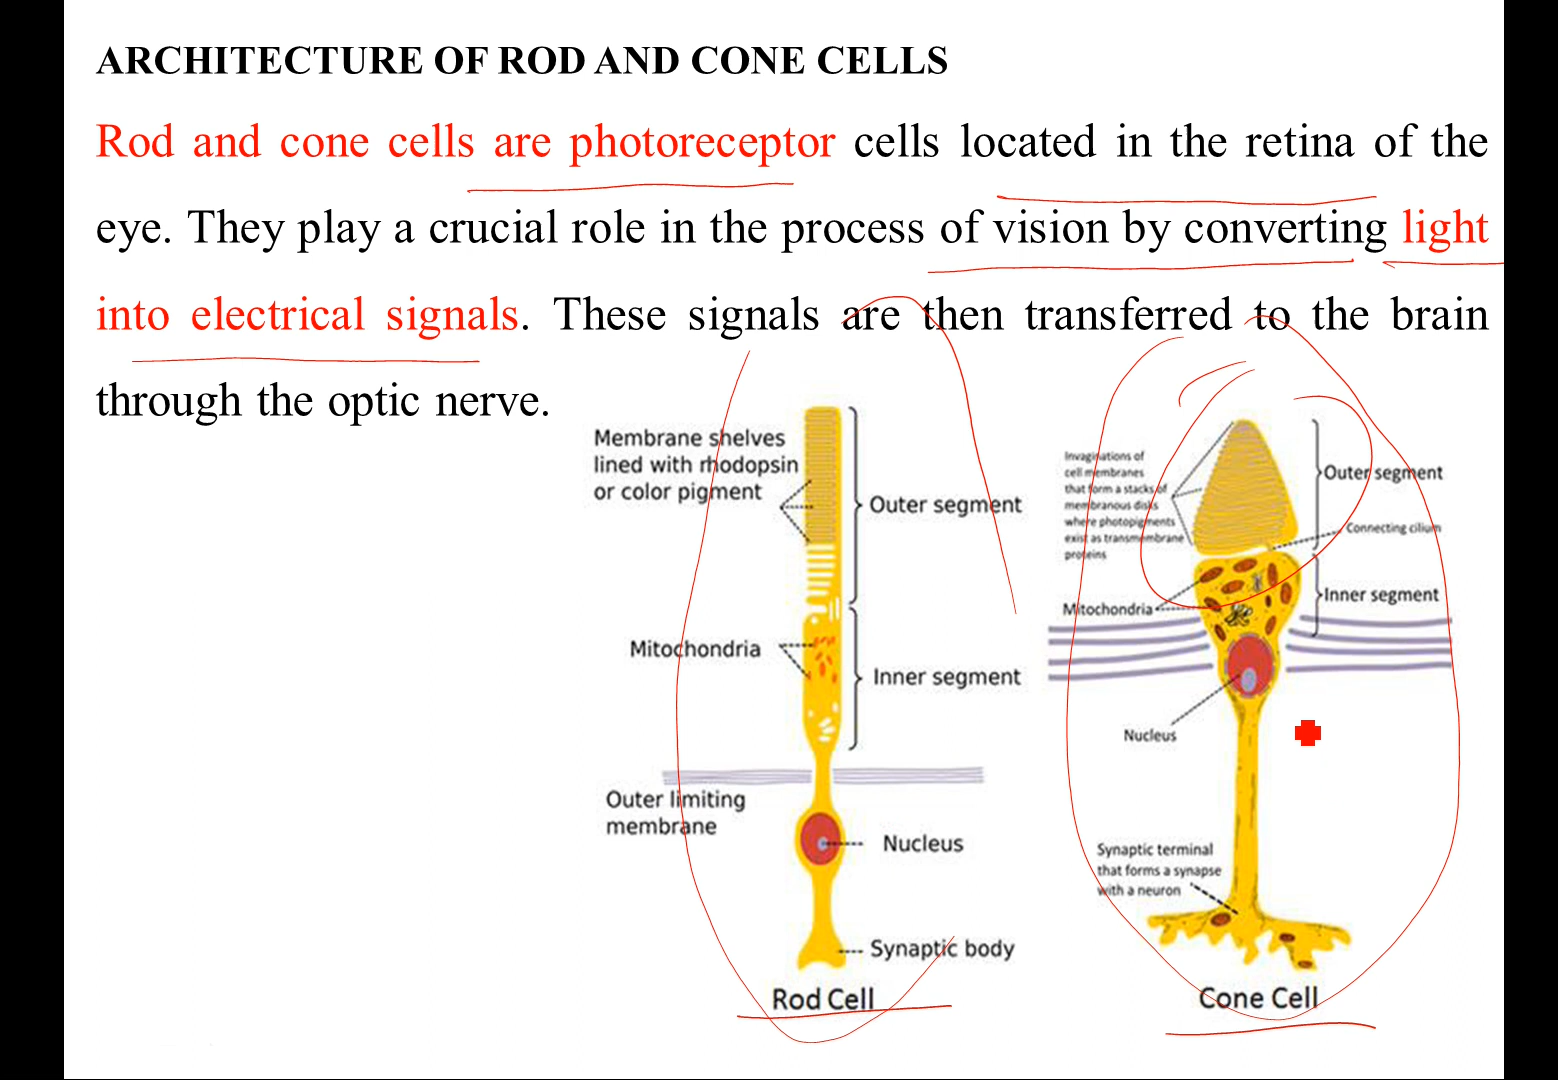 ARCHITECTURE OF ROD AND CONE CELLS
Rod and cone cells are photoreceptor cells located in the retina of the
eye. They play a crucial role in the process of vision by converting light
into electrical signals. These signals are then transferred to the brain
through the optic nerve.
Membrane shelves
lined with rhodopsin
or color pigment
Outer segment
Mitochondria
Inner segment
Outer limiting
membrane
Nucleus
Synaptic body
Rod Cell
Invaginations of
cell membranes
that form a stacks of
membranous disks
where photopigments
exist as transmembrane
proteins
Outer segment
Connecting cilium
Inner segment
Mitochondria
Nucleus
Synaptic terminal
that forms a synapse
with a neuron
Cone Cell